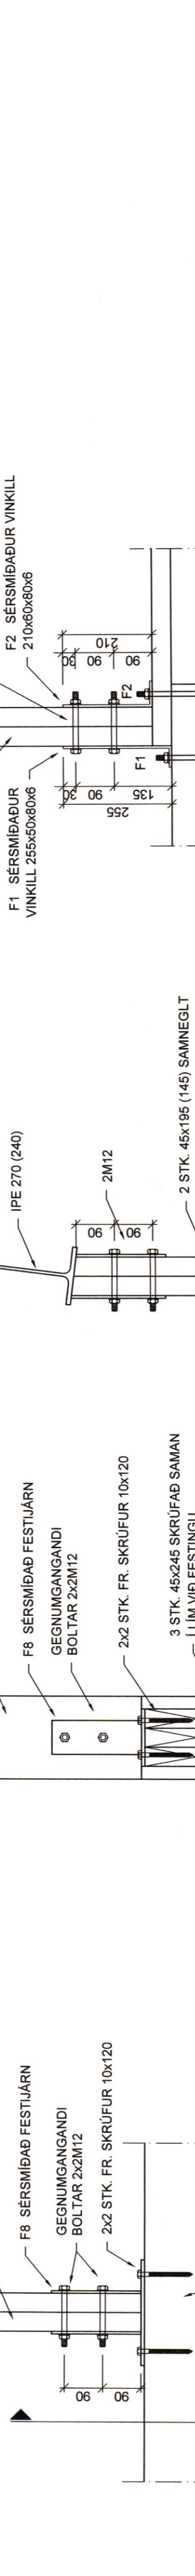 F8 SÉRSMÍÐAÐ FESTIJÁRN
GEGNUMGANGANDI
BOLTAR 2x2M12
2x2 STK. FR. SKRÚFUR 10x120
90
90
F8 SÉRSMÍÐAÐ FESTIJÁRN
GEGNUMGANGANDI
BOLTAR 2x2M12
2x2 STK. FR. SKRÚFUR 10x120
3 STK. 45x245 SKRÚFAÐ SAMAN
Í LÍM VIÐ FESTINGU
IPE 270 (240)
90
90
2M12
2 STK. 45x195 (145) SAMNEGLT
F1 SÉRSMÍÐAÐUR
VINKILL 255x50x80x6
F2 SÉRSMÍÐAÐUR VINKILL
210x60x80x6
30
90
135
255
30
90
90
210
F1
F2